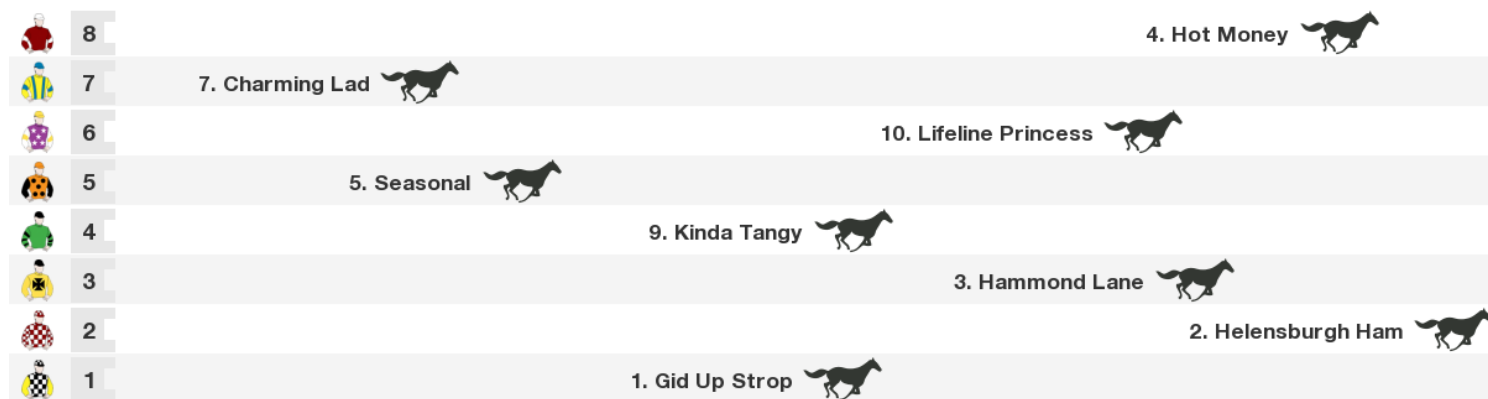 8 4. Hot Money
7 7. Charming Lad
6 10. Lifeline Princess
5 5. Seasonal
4 9. Kinda Tangy
3 3. Hammond Lane
2 2. Helensburgh Ham
1 1. Gid Up Strop